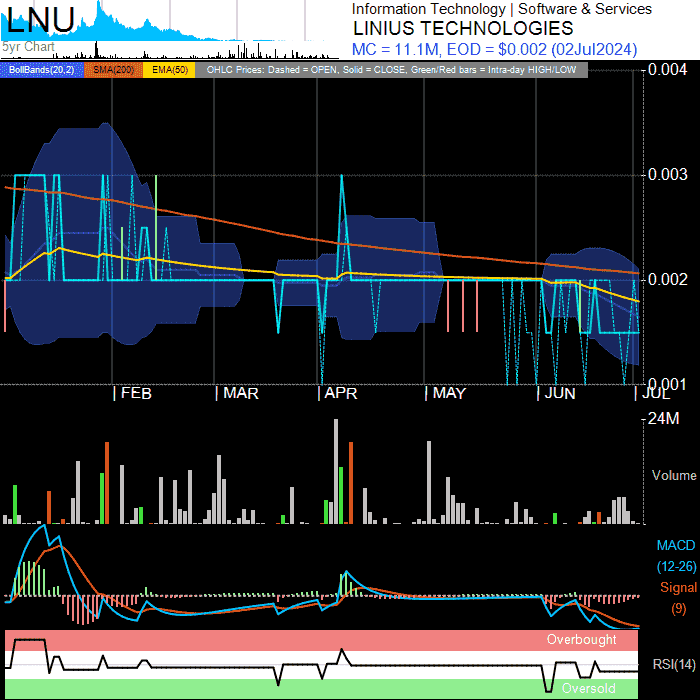 LNU
Information Technology | Software & Services
LINIUS TECHNOLOGIES
5yr Chart
MC = 11.1M, EOD = $0.002 (02Jul2024)
BollBands(20,2) SMA(200) EMA(50) OHLC Prices: Dashed = OPEN, Solid = CLOSE, Green/Red bars = Intra-day HIGH/LOW
0.004
0.003
0.002
0.001
FEB MAR APR MAY JUN JUL
24M
Volume
MACD
(12-26)
Signal
(9)
Overbought
RSI(14)
Oversold